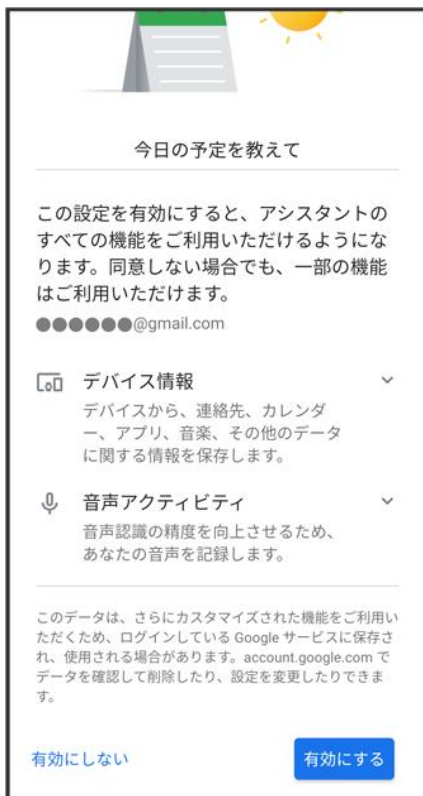 今日の予定を教えて
この設定を有効にすると、アシスタントの
すべての機能をご利用いただけるようにな
ります。同意しない場合でも、一部の機能
はご利用いただけます。
●●●●●●@gmail.com
デバイス情報
デバイスから、連絡先、カレンダ
ー、アプリ、音楽、その他のデータ
に関する情報を保存します。
音声アクティビティ
音声認識の精度を向上させるため、
あなたの音声を記録します。
このデータは、さらにカスタマイズされた機能をご利用い
ただくため、ログインしている Google サービスに保存さ
れ、使用される場合があります。account.google.com で
データを確認して削除したり、設定を変更したりできま
す。
有効にしない
有効にする